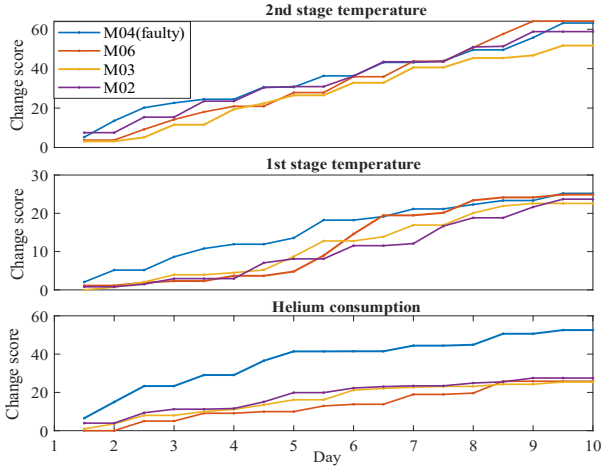 2nd stage temperature
Change score
60
40
20
0
M04(faulty)
M06
M03
M02
1st stage temperature
Change score
30
20
10
0
Helium consumption
Change score
60
40
20
0
1 2 3 4 5 6 7 8 9 10
Day